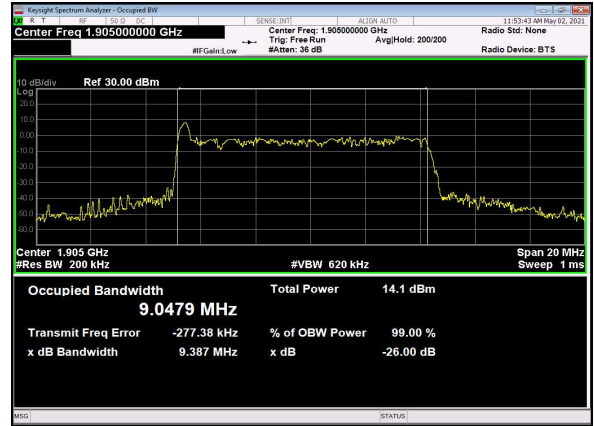 Keysight Spectrum Analyzer - Occupied BW
R T RF 50 Ω DC SENSE:INT ALIGN AUTO 11:53:43 AM May 02, 2021
Center Freq 1.905000000 GHz Center Freq: 1.905000000 GHz Radio Std: None
Trig: Free Run Avg|Hold: 200/200
#IFGain:Low #Atten: 36 dB Radio Device: BTS
10 dB/div Ref 30.00 dBm
Log
20.0
10.0
0.00
-10.0
-20.0
-30.0
-40.0
-50.0
-60.0
Center 1.905 GHz Span 20 MHz
#Res BW 200 kHz #VBW 620 kHz Sweep 1 ms
Occupied Bandwidth Total Power 14.1 dBm
9.0479 MHz
Transmit Freq Error -277.38 kHz % of OBW Power 99.00 %
x dB Bandwidth 9.387 MHz x dB -26.00 dB
MSG STATUS